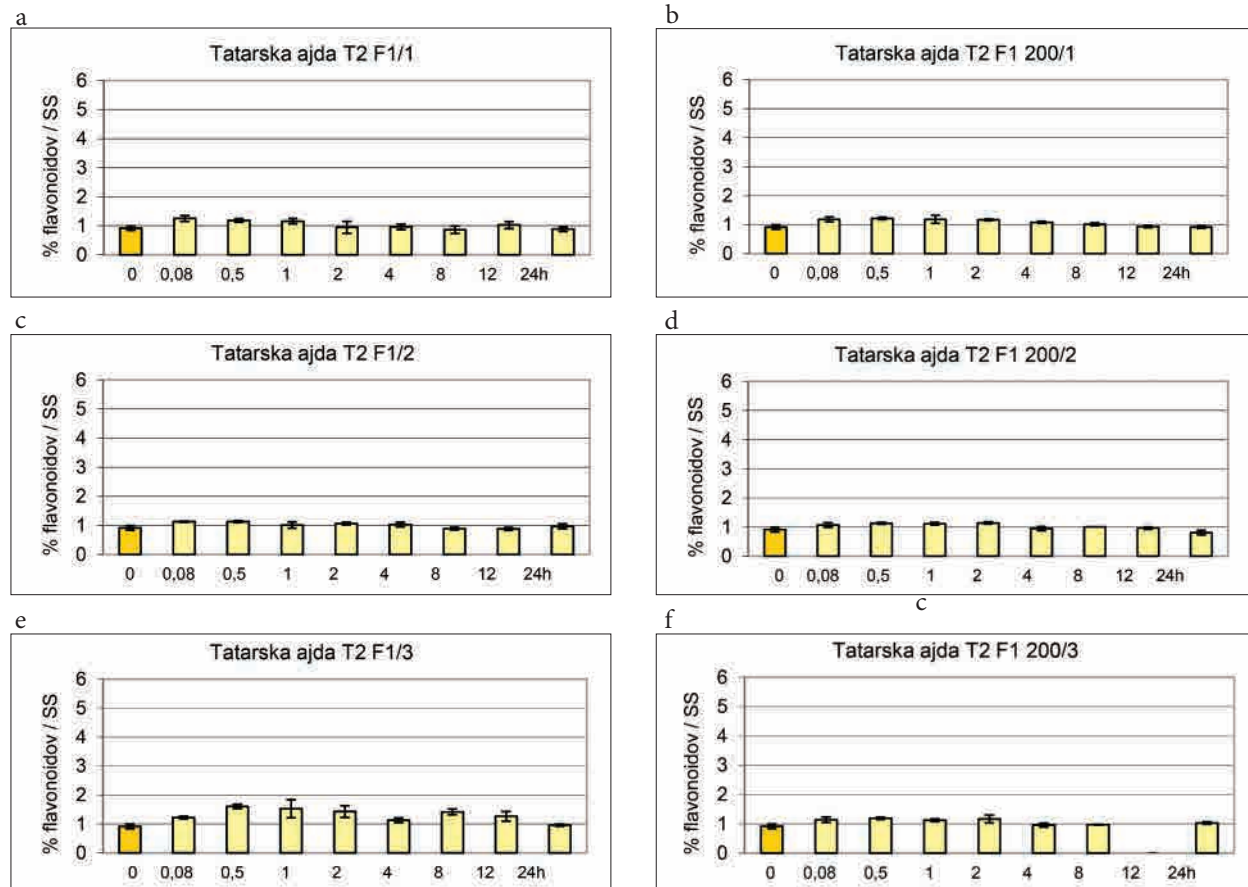 a
Tatarska ajda T2 F1/1
% flavonoidov / SS
6
5
4
3
2
1
0
0 0,08 0,5 1 2 4 8 12 24h
b
Tatarska ajda T2 F1 200/1
% flavonoidov / SS
6
5
4
3
2
1
0
0 0,08 0,5 1 2 4 8 12 24h
c
Tatarska ajda T2 F1/2
% flavonoidov / SS
6
5
4
3
2
1
0
0 0,08 0,5 1 2 4 8 12 24h
d
Tatarska ajda T2 F1 200/2
% flavonoidov / SS
6
5
4
3
2
1
0
0 0,08 0,5 1 2 4 8 12 24h
c
e
Tatarska ajda T2 F1/3
% flavonoidov / SS
6
5
4
3
2
1
0
0 0,08 0,5 1 2 4 8 12 24h
f
Tatarska ajda T2 F1 200/3
% flavonoidov / SS
6
5
4
3
2
1
0
0 0,08 0,5 1 2 4 8 12 24h